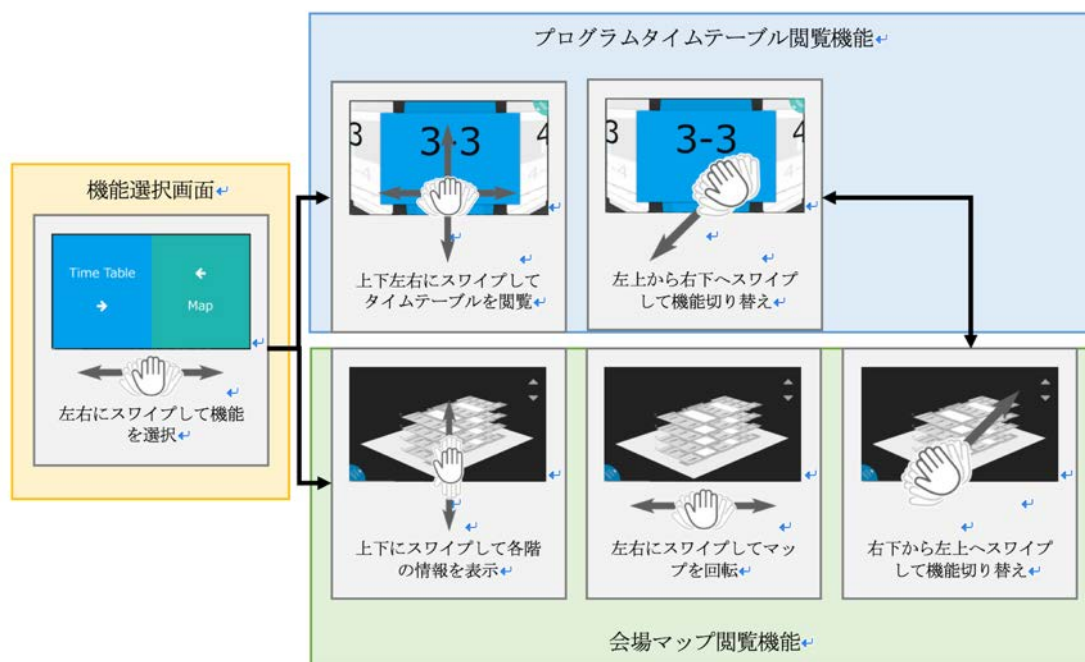 プログラムタイムテーブル閲覧機能↵
3
3-3
4
↵
↵
↵
上下左右にスワイプして
タイムテーブルを閲覧↵
3
3-3
4
↵
↵
↵
左上から右下へスワイプ
して機能切り替え↵
機能選択画面↵
Time Table
→
←
Map
↵
↵
左右にスワイプして機能
を選択↵
↵
↵
↵
上下にスワイプして各階
の情報を表示↵
↵
↵
左右にスワイプしてマッ
プを回転↵
↵
↵
↵
右下から左上へスワイプ
して機能切り替え↵
会場マップ閲覧機能↵